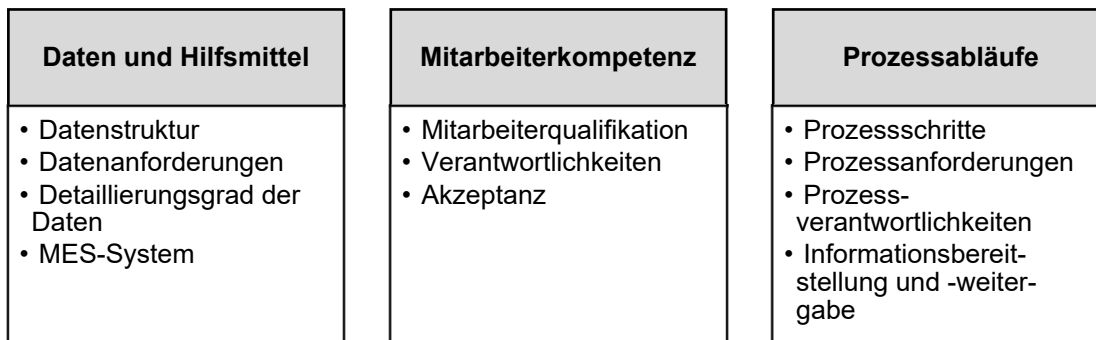 Daten und Hilfsmittel
• Datenstruktur
• Datenanforderungen
• Detaillierungsgrad der
Daten
• MES-System
Mitarbeiterkompetenz
• Mitarbeiterqualifikation
• Verantwortlichkeiten
• Akzeptanz
Prozessabläufe
• Prozessschritte
• Prozessanforderungen
• Prozess-
verantwortlichkeiten
• Informationsbereit-
stellung und -weiter-
gabe